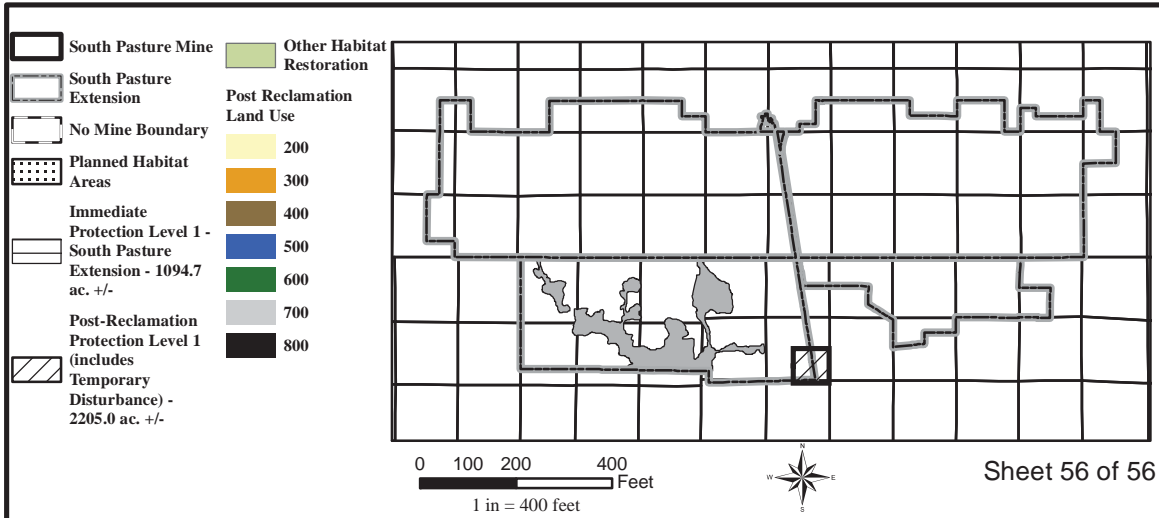 South Pasture Mine
South Pasture
Extension
No Mine Boundary
Planned Habitat
Areas
Immediate
Protection Level 1 -
South Pasture
Extension - 1094.7
ac. +/-
Post-Reclamation
Protection Level 1
(includes
Temporary
Disturbance) -
2205.0 ac. +/-
Other Habitat
Restoration
Post Reclamation
Land Use
200
300
400
500
600
700
800
0 100 200 400
Feet
1 in = 400 feet
N
W E
S
Sheet 56 of 56